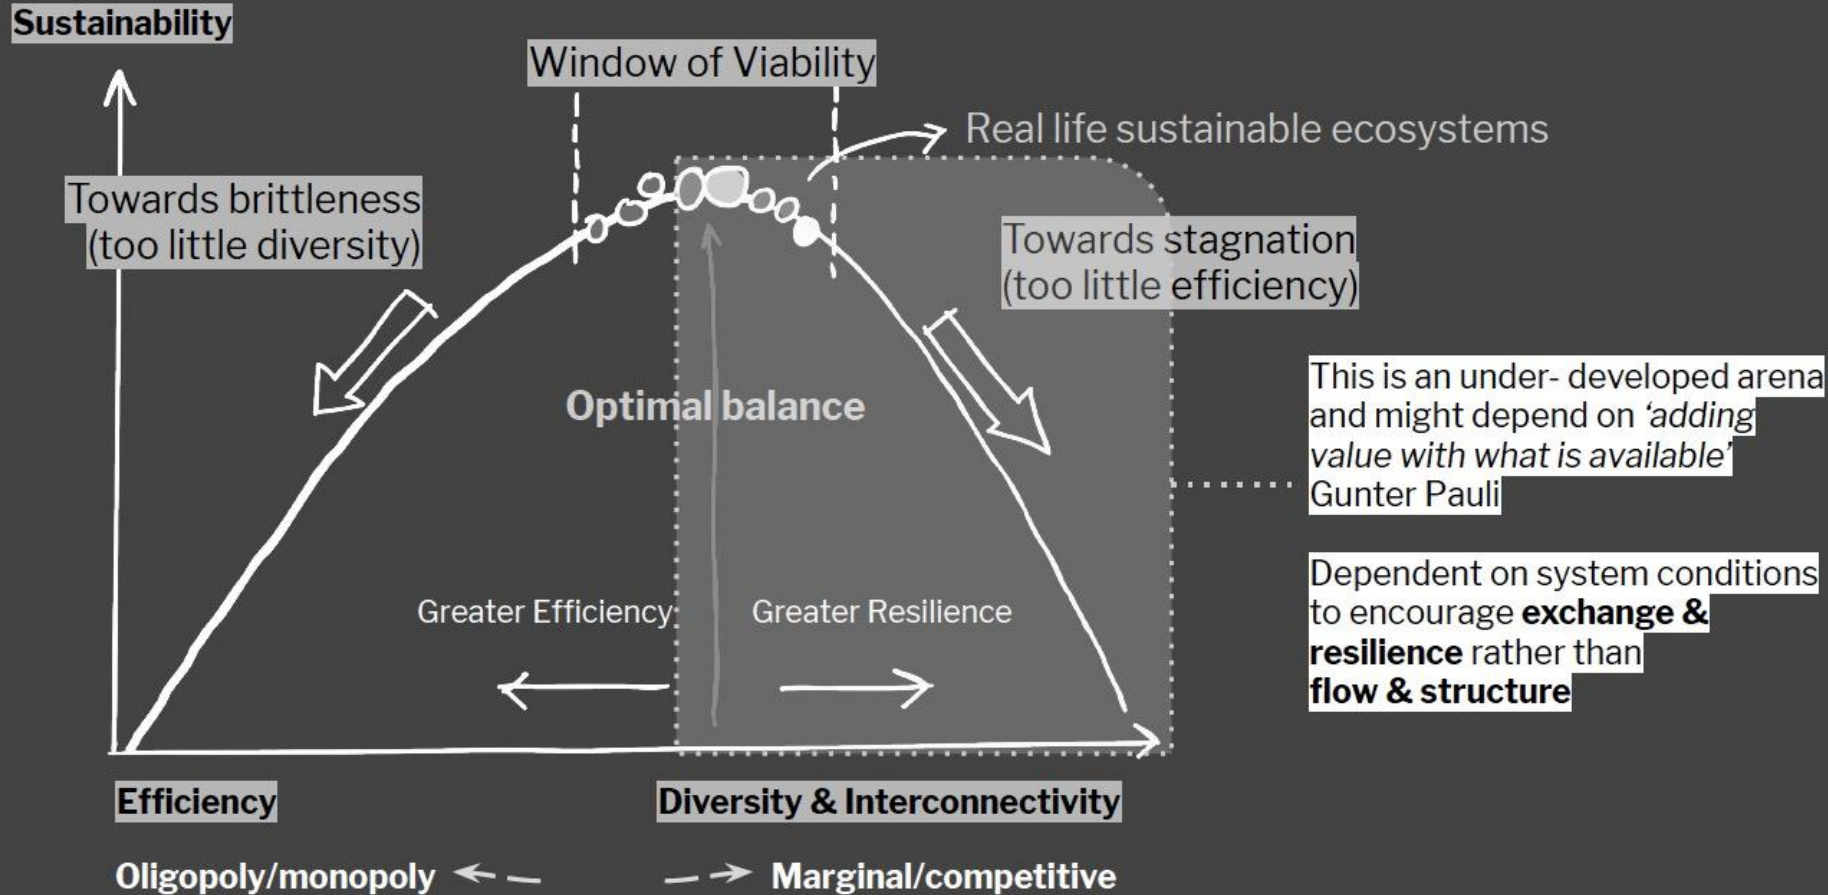 Sustainability
Window of Viability
Real life sustainable ecosystems
Towards brittleness
(too little diversity)
Towards stagnation
(too little efficiency)
Optimal balance
This is an under- developed arena
and might depend on ‘adding
value with what is available’
Gunter Pauli
Greater Efficiency
Greater Resilience
Dependent on system conditions
to encourage exchange &
resilience rather than
flow & structure
Efficiency
Diversity & Interconnectivity
Oligopoly/monopoly
Marginal/competitive